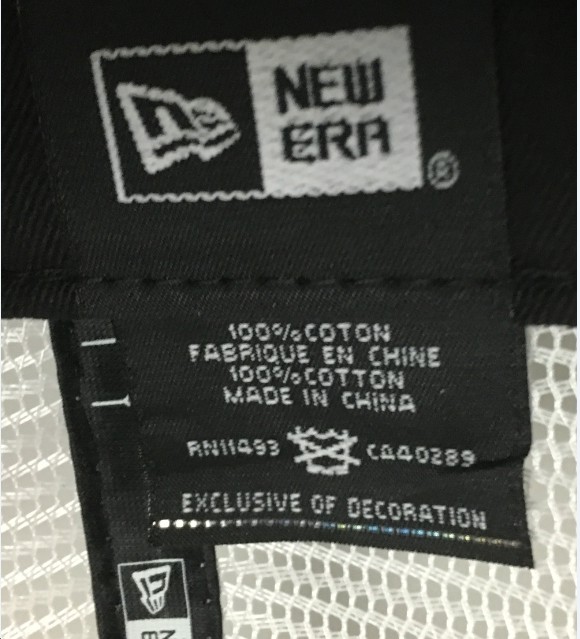 NEW
ERA
®
100% COTON
FABRIQUE EN CHINE
100% COTTON
MADE IN CHINA
RN11493 CA40289
EXCLUSIVE OF DECORATION